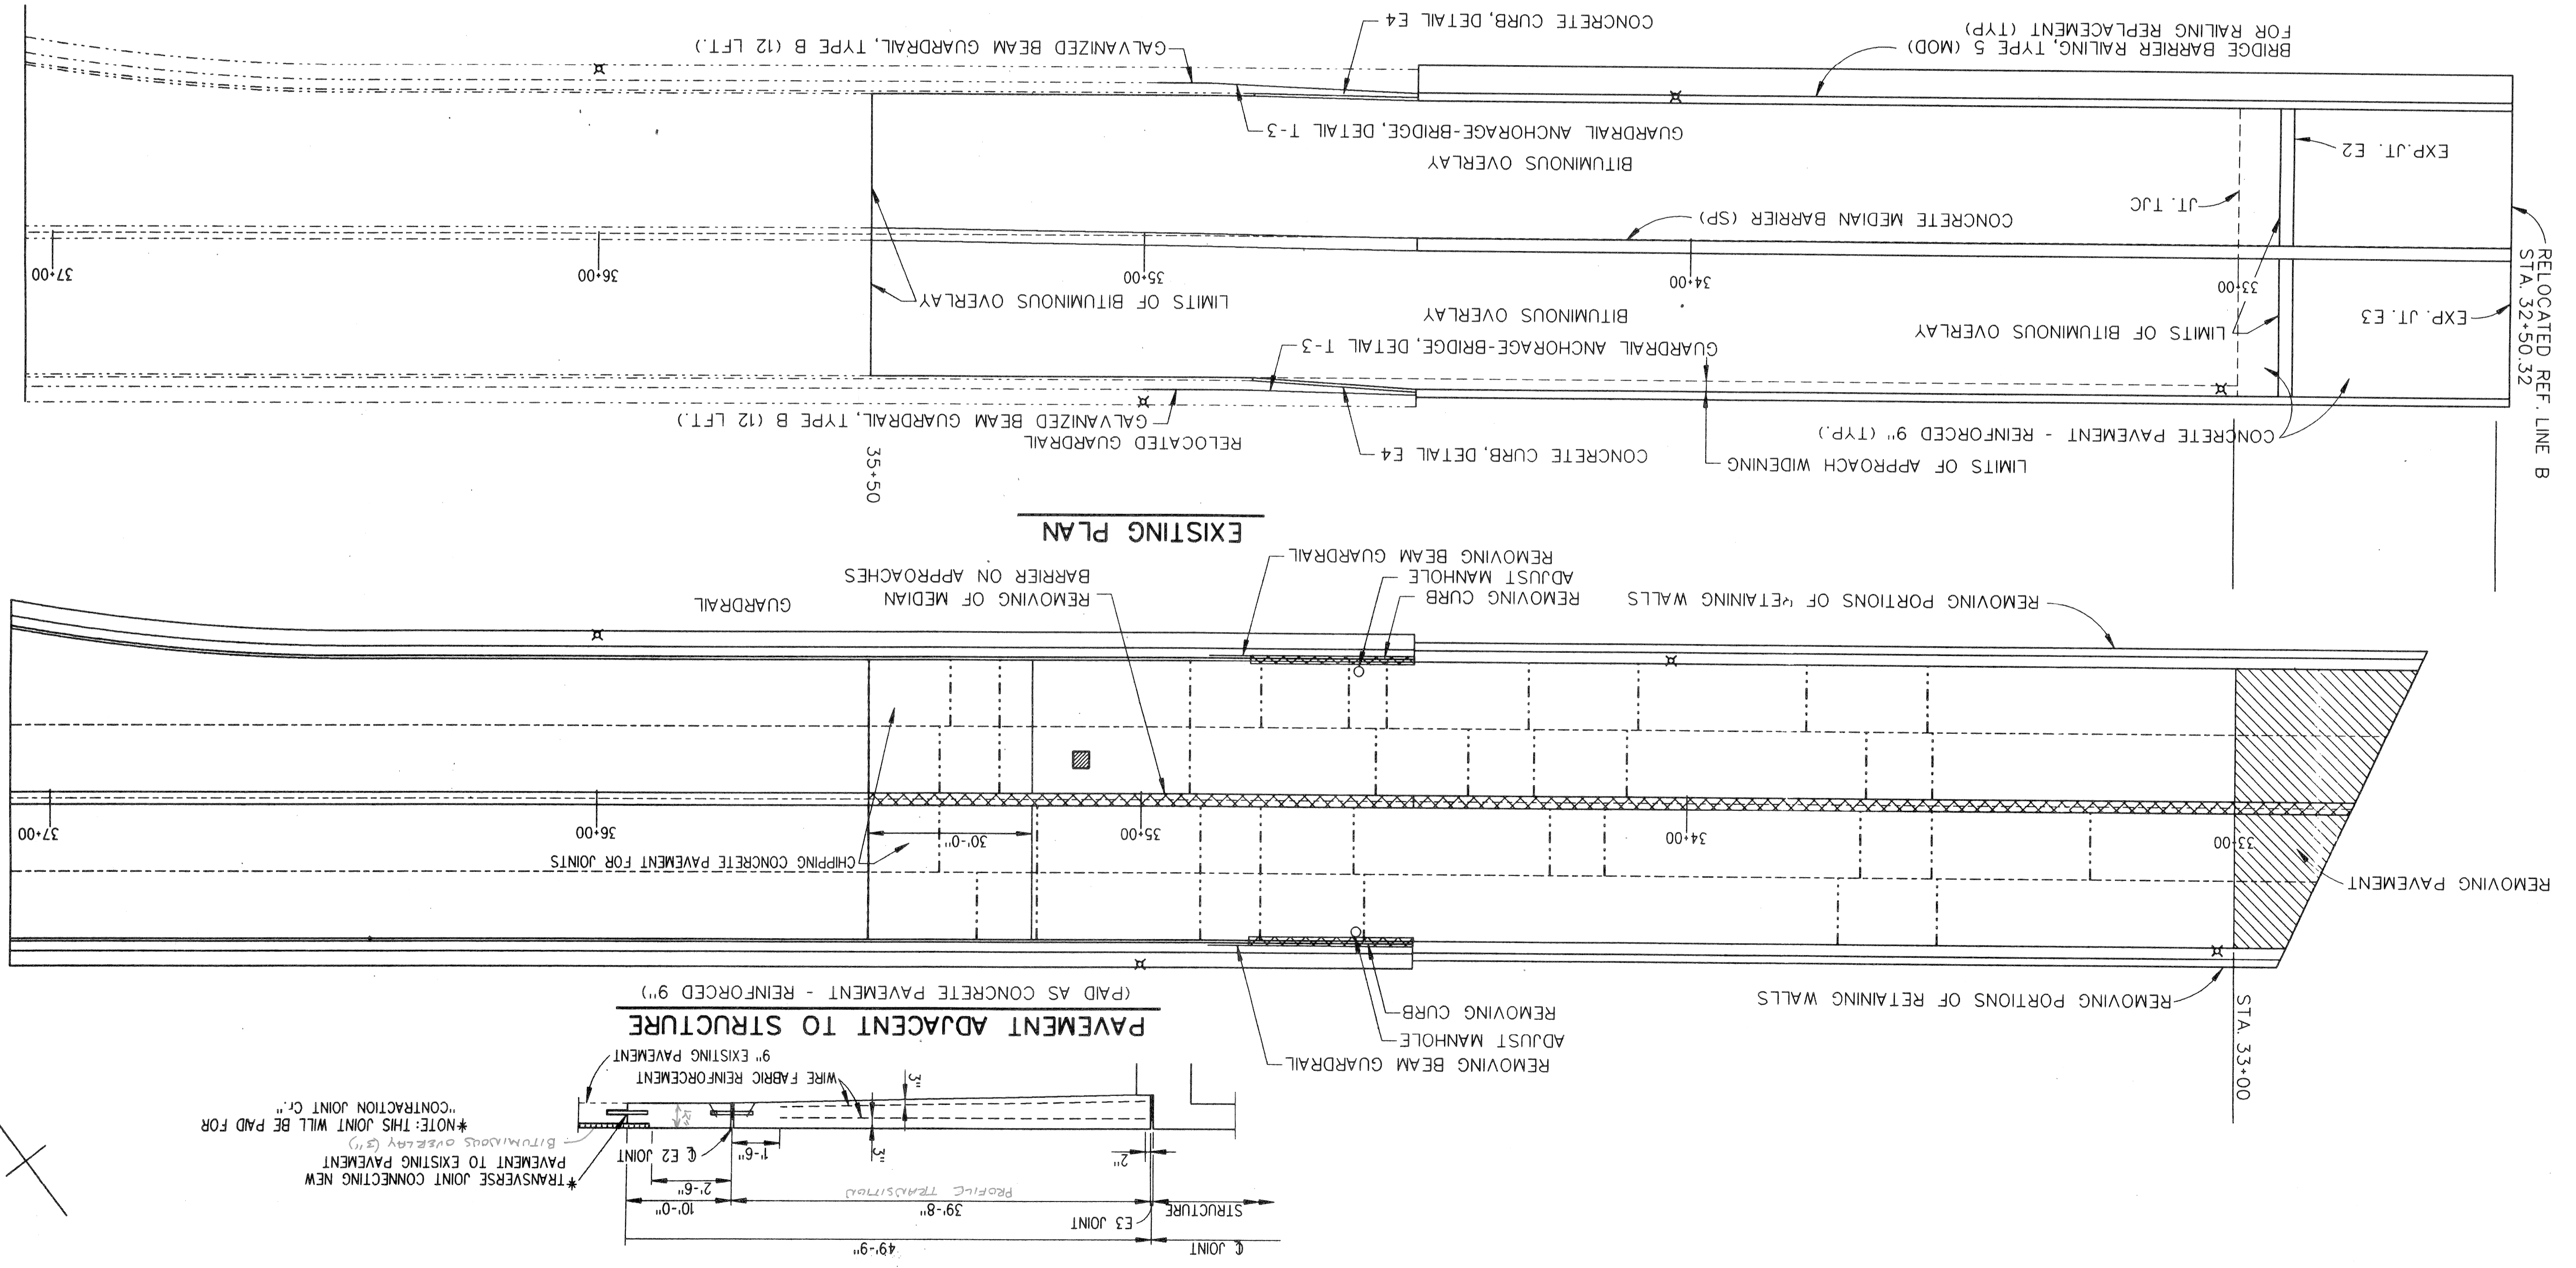 ℄ JOINT
49'-9"
E3 JOINT
STRUCTURE
39'-8"
10'-0"
PROFILE TRANSITION
2'-6"
*TRANSVERSE JOINT CONNECTING NEW
PAVEMENT TO EXISTING PAVEMENT
2"
3"
1'-6"
℄ E2 JOINT
BITUMINOUS OVERLAY (3")
*NOTE: THIS JOINT WILL BE PAID FOR
"CONTRACTION JOINT Cr."
12"
3"
WIRE FABRIC REINFORCEMENT
9" EXISTING PAVEMENT
PAVEMENT ADJACENT TO STRUCTURE
(PAID AS CONCRETE PAVEMENT - REINFORCED 9")
STA. 33+00
REMOVING BEAM GUARDRAIL
ADJUST MANHOLE
REMOVING CURB
REMOVING PORTIONS OF RETAINING WALLS
REMOVING PAVEMENT
CHIPPING CONCRETE PAVEMENT FOR JOINTS
30'-0"
33+00
34+00
35+00
36+00
37+00
REMOVING PORTIONS OF RETAINING WALLS
REMOVING CURB
ADJUST MANHOLE
REMOVING BEAM GUARDRAIL
REMOVING OF MEDIAN
BARRIER ON APPROACHES
GUARDRAIL
EXISTING PLAN
35+50
RELOCATED REF. LINE B
STA. 32+50.32
LIMITS OF APPROACH WIDENING
CONCRETE PAVEMENT - REINFORCED 9" (TYP.)
CONCRETE CURB, DETAIL E4
RELOCATED GUARDRAIL
GALVANIZED BEAM GUARDRAIL, TYPE B (12 LFT.)
GUARDRAIL ANCHORAGE-BRIDGE, DETAIL T-3
EXP. JT. E3
LIMITS OF BITUMINOUS OVERLAY
BITUMINOUS
OVERLAY
LIMITS OF BITUMINOUS OVERLAY
33+00
34+00
35+00
36+00
37+00
JT. TJC
CONCRETE MEDIAN BARRIER (SP)
EXP. JT. E2
BITUMINOUS OVERLAY
GUARDRAIL ANCHORAGE-BRIDGE, DETAIL T-3
BRIDGE BARRIER RAILING, TYPE 5 (MOD)
FOR RAILING REPLACEMENT (TYP)
GALVANIZED BEAM GUARDRAIL, TYPE B (12 LFT.)
CONCRETE CURB, DETAIL E4